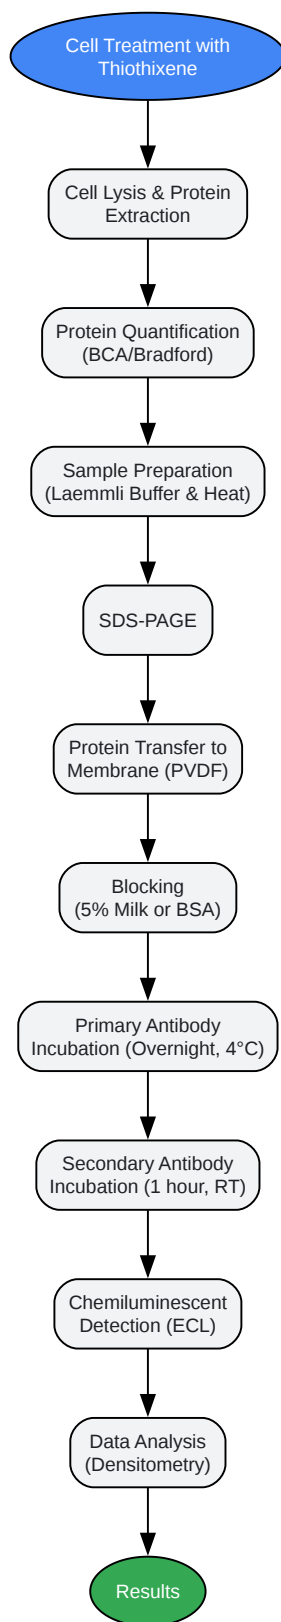 Cell Treatment with
Thiothixene
Cell Lysis & Protein
Extraction
Protein Quantification
(BCA/Bradford)
Sample Preparation
(Laemmli Buffer & Heat)
SDS-PAGE
Protein Transfer to
Membrane (PVDF)
Blocking
(5% Milk or BSA)
Primary Antibody
Incubation (Overnight, 4°C)
Secondary Antibody
Incubation (1 hour, RT)
Chemiluminescent
Detection (ECL)
Data Analysis
(Densitometry)
Results